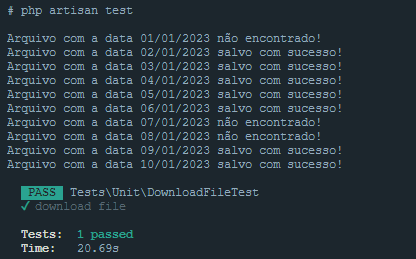 # php artisan test
Arquivo com a data 01/01/2023 não encontrado!
Arquivo com a data 02/01/2023 salvo com sucesso!
Arquivo com a data 03/01/2023 salvo com sucesso!
Arquivo com a data 04/01/2023 salvo com sucesso!
Arquivo com a data 05/01/2023 salvo com sucesso!
Arquivo com a data 06/01/2023 salvo com sucesso!
Arquivo com a data 07/01/2023 não encontrado!
Arquivo com a data 08/01/2023 não encontrado!
Arquivo com a data 09/01/2023 salvo com sucesso!
Arquivo com a data 10/01/2023 salvo com sucesso!
PASS Tests\Unit\DownloadFileTest
✓ download file
Tests: 1 passed
Time: 20.69s